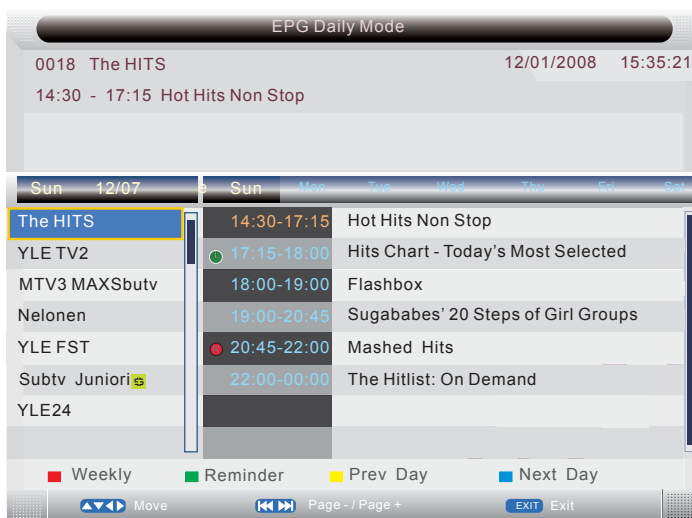 EPG Daily Mode
0018 The HITS 12/01/2008 15:35:21
14:30 - 17:15 Hot Hits Non Stop
Sun 12/07 e Sun Mon Tue Wed Thu Fri Sat
The HITS 14:30-17:15 Hot Hits Non Stop
YLE TV2 17:15-18:00 Hits Chart - Today's Most Selected
MTV3 MAXSbutv 18:00-19:00 Flashbox
Nelonen 19:00-20:45 Sugababes' 20 Steps of Girl Groups
YLE FST 20:45-22:00 Mashed Hits
Subtv Juniori 22:00-00:00 The Hitlist: On Demand
YLE24
Weekly Reminder Prev Day Next Day
Move Page - / Page + EXIT Exit